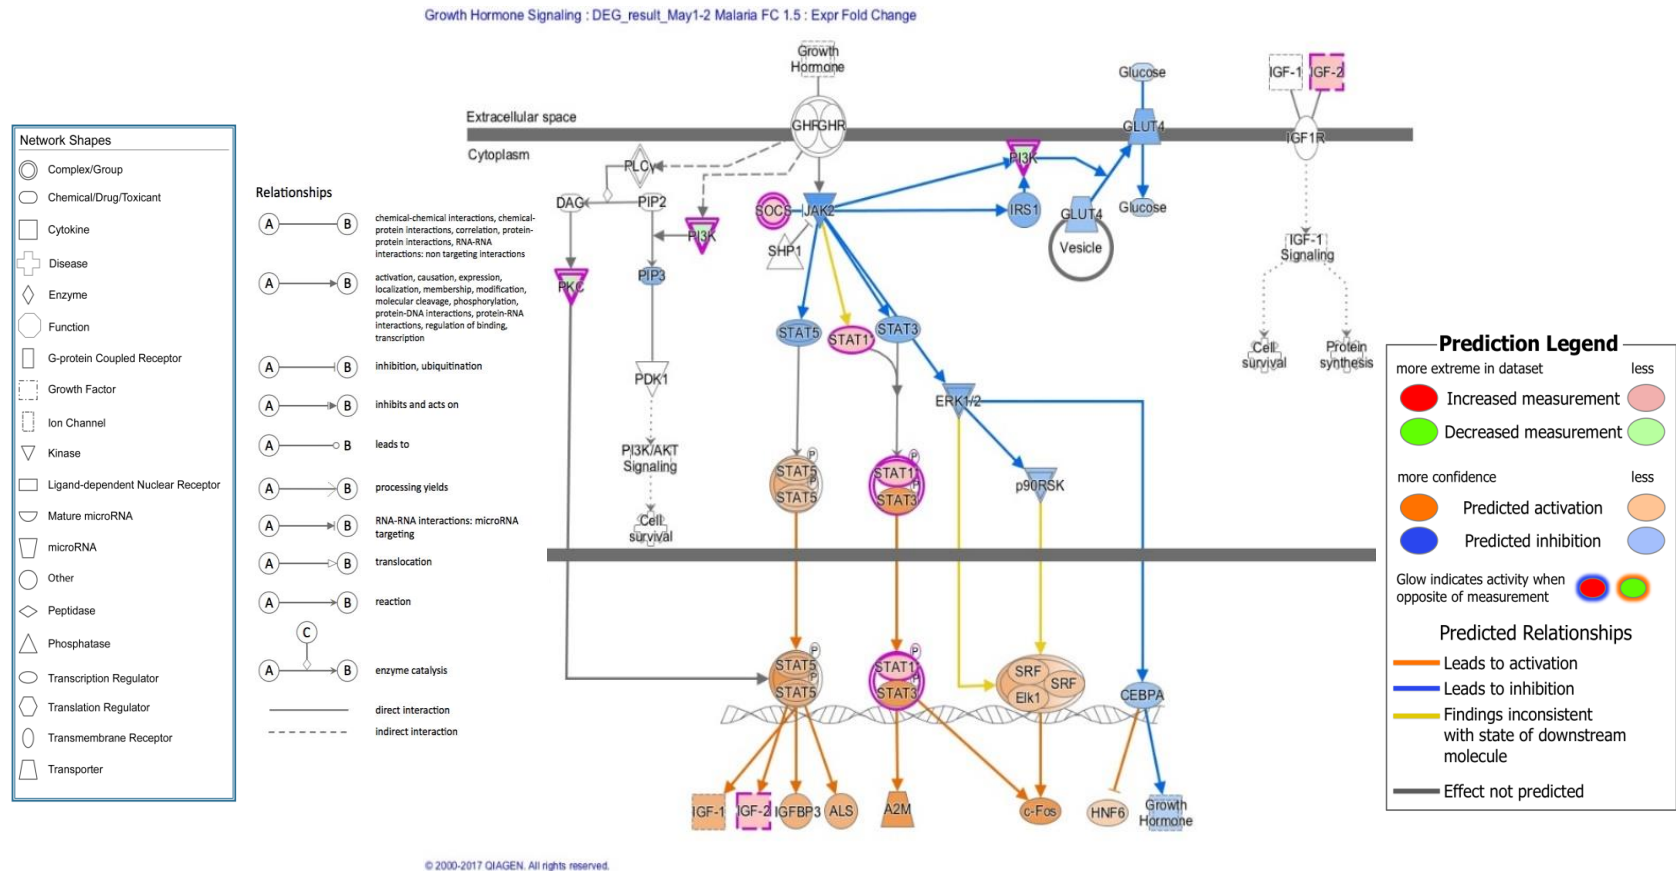 Growth Hormone Signaling : DEG_result_May1-2 Malaria FC 1.5 : Expr Fold Change
Network Shapes
Complex/Group
Chemical/Drug/Toxicant
Cytokine
Disease
Enzyme
Function
G-protein Coupled Receptor
Growth Factor
Ion Channel
Kinase
Ligand-dependent Nuclear Receptor
Mature microRNA
microRNA
Other
Peptidase
Phosphatase
Transcription Regulator
Translation Regulator
Transmembrane Receptor
Transporter
Relationships
A B chemical-chemical interactions, chemical-
protein interactions, correlation, protein-
protein interactions, RNA-RNA
interactions: non targeting interactions
A B activation, causation, expression,
localization, membership, modification,
molecular cleavage, phosphorylation,
protein-DNA interactions, protein-RNA
interactions, regulation of binding,
transcription
A B inhibition, ubiquitination
A B inhibits and acts on
A B leads to
A B processing yields
A B RNA-RNA interactions: microRNA
targeting
A B translocation
A B reaction
C
A B enzyme catalysis
direct interaction
indirect interaction
Extracellular space
Cytoplasm
Growth
Hormone
GHR GHR
Glucose
GLUT4
IGF-1 IGF-2
IGF1R
PLCγ
DAG
PIP2
PI3K
PKC
PIP3
PDK1
PI3K/AKT
Signaling
Cell
survival
SOCS
JAK2
SHP1
PI3K
IRS1
GLUT4
Vesicle
Glucose
IGF-1
Signaling
Cell
survival
Protein
synthesis
STAT5
STAT1*
STAT3
ERK1/2
p90RSK
STAT5 P
STAT5 P
STAT1* P
STAT3 P
STAT5 P
STAT5 P
STAT1* P
STAT3 P
SRF
SRF
Elk1
CEBPA
IGF-1
IGF-2
IGFBP3
ALS
A2M
c-Fos
HNF6
Growth
Hormone
Prediction Legend
more extreme in dataset less
Increased measurement
Decreased measurement
more confidence less
Predicted activation
Predicted inhibition
Glow indicates activity when
opposite of measurement
Predicted Relationships
Leads to activation
Leads to inhibition
Findings inconsistent
with state of downstream
molecule
Effect not predicted
© 2000-2017 QIAGEN. All rights reserved.